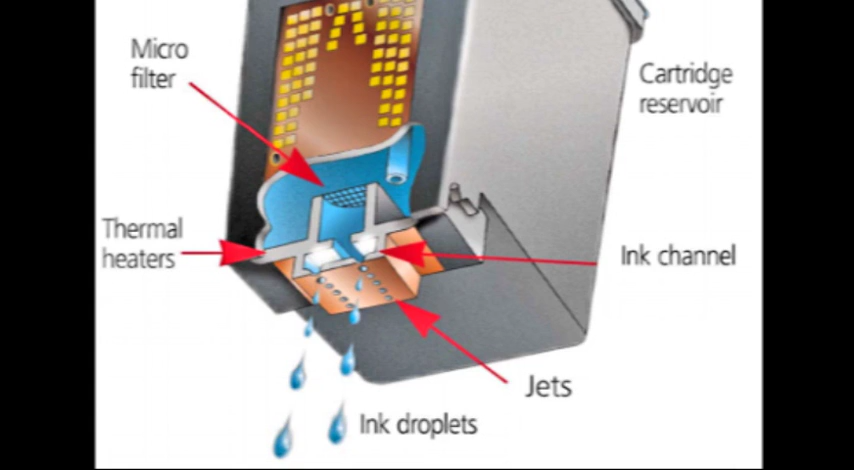 Micro
filter
Cartridge
reservoir
Thermal
heaters
Ink channel
Jets
Ink droplets